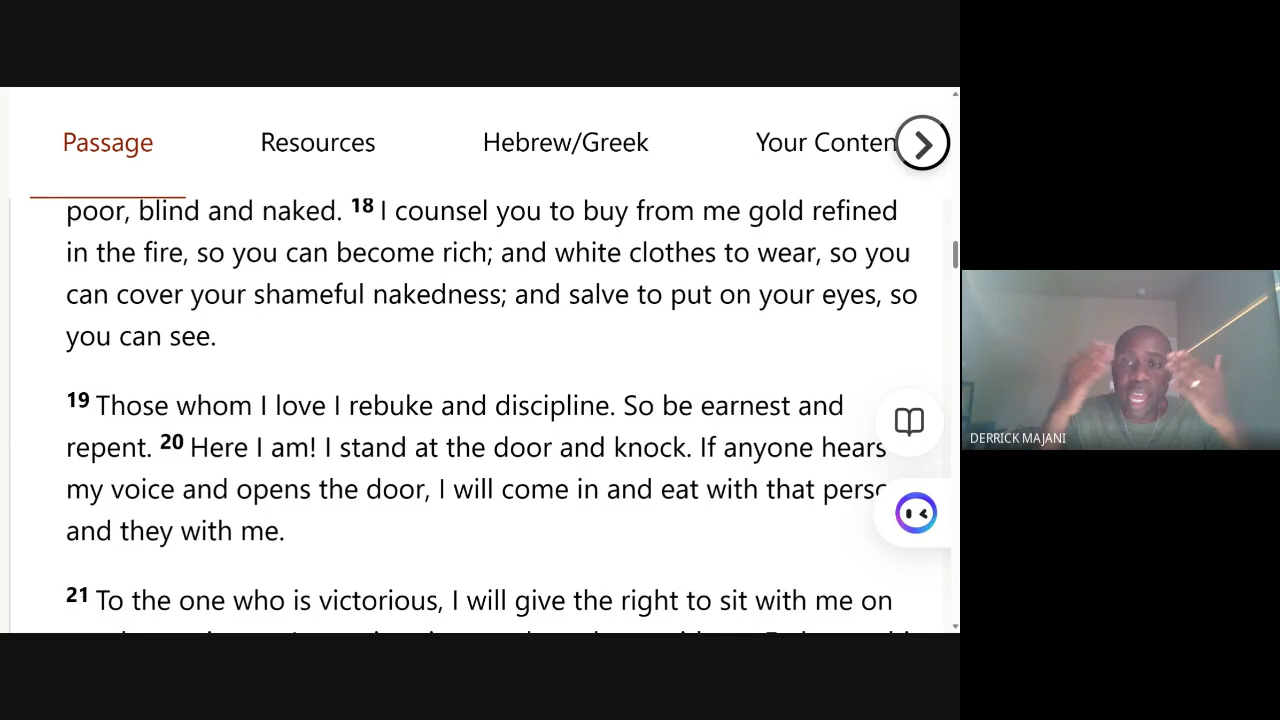 Passage
Resources
Hebrew/Greek
Your Conten
poor, blind and naked. 18 I counsel you to buy from me gold refined
in the fire, so you can become rich; and white clothes to wear, so you
can cover your shameful nakedness; and salve to put on your eyes, so
you can see.
19 Those whom I love I rebuke and discipline. So be earnest and
repent. 20 Here I am! I stand at the door and knock. If anyone hears
my voice and opens the door, I will come in and eat with that perso
and they with me.
21 To the one who is victorious, I will give the right to sit with me on
DERRICK MAJANI